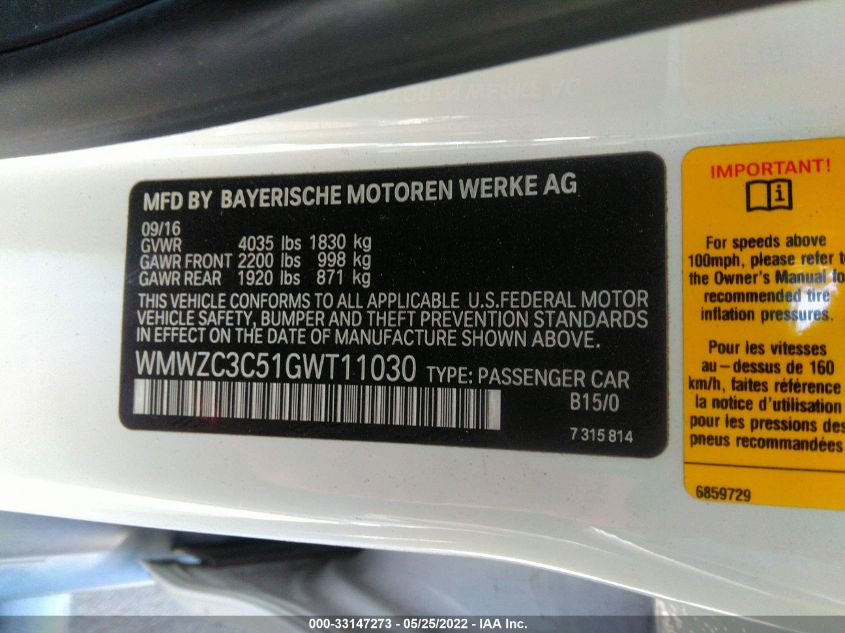 MFD BY BAYERISCHE MOTOREN WERKE AG
09/16
GVWR 4035 lbs 1830 kg
GAWR FRONT 2200 lbs 998 kg
GAWR REAR 1920 lbs 871 kg
THIS VEHICLE CONFORMS TO ALL APPLICABLE U.S.FEDERAL MOTOR
VEHICLE SAFETY, BUMPER AND THEFT PREVENTION STANDARDS
IN EFFECT ON THE DATE OF MANUFACTURE SHOWN ABOVE.
WMWZC3C51GWT11030 TYPE: PASSENGER CAR
B15/0
7 315 814
IMPORTANT!
i
For speeds above
100mph, please refer to
the Owner's Manual for
recommended tire
inflation pressures.
Pour les vitesses
au-dessus de 160
km/h, faites référence
la notice d'utilisation
pour les pressions des
pneus recommandées
6859729
000-33147273 - 05/25/2022 - IAA Inc.